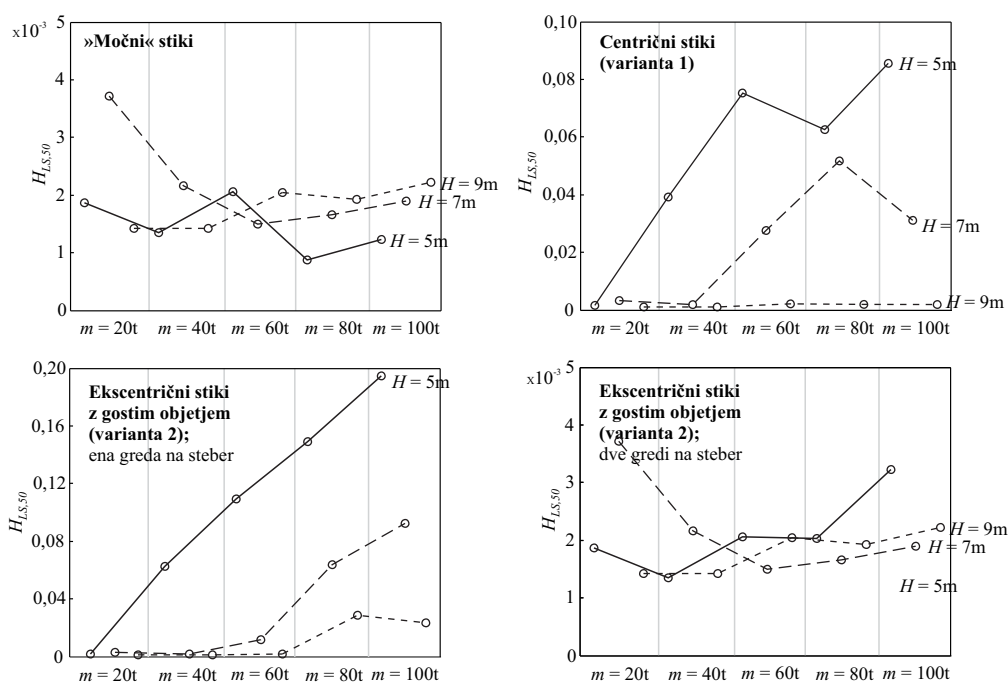 x10⁻³
»Močni« stiki
5
4
3
2
1
0
H_LS,50
H = 9m
H = 7m
H = 5m
m = 20t m = 40t m = 60t m = 80t m = 100t
Centrični stiki
(varianta 1)
0,10
0,08
0,06
0,04
0,02
0,00
H_LS,50
H = 5m
H = 7m
H = 9m
m = 20t m = 40t m = 60t m = 80t m = 100t
Ekscentrični stiki
z gostim objetjem
(varianta 2);
ena greda na steber
0,20
0,16
0,12
0,08
0,04
0
H_LS,50
H = 5m
m = 20t m = 40t m = 60t m = 80t m = 100t
x10⁻³
Ekscentrični stiki
z gostim objetjem
(varianta 2);
dve gredi na steber
5
4
3
2
1
0
H_LS,50
H = 9m
H = 7m
H = 5m
m = 20t m = 40t m = 60t m = 80t m = 100t